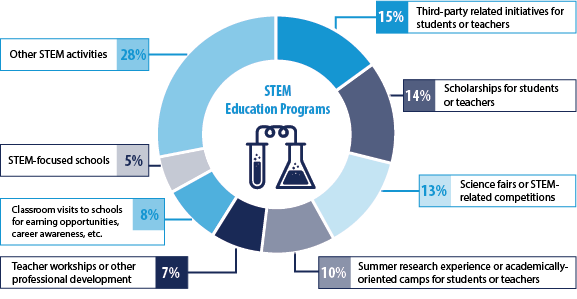 15%
Third-party related initiatives for
students or teachers
Other STEM activities
28%
STEM
Education Programs
14%
Scholarships for students
or teachers
STEM-focused schools
5%
13%
Science fairs or STEM-
related competitions
Classroom visits to schools
for earning opportunities,
career awareness, etc.
8%
Teacher workships or other
professional development
7%
10%
Summer research experience or academically-
oriented camps for students or teachers